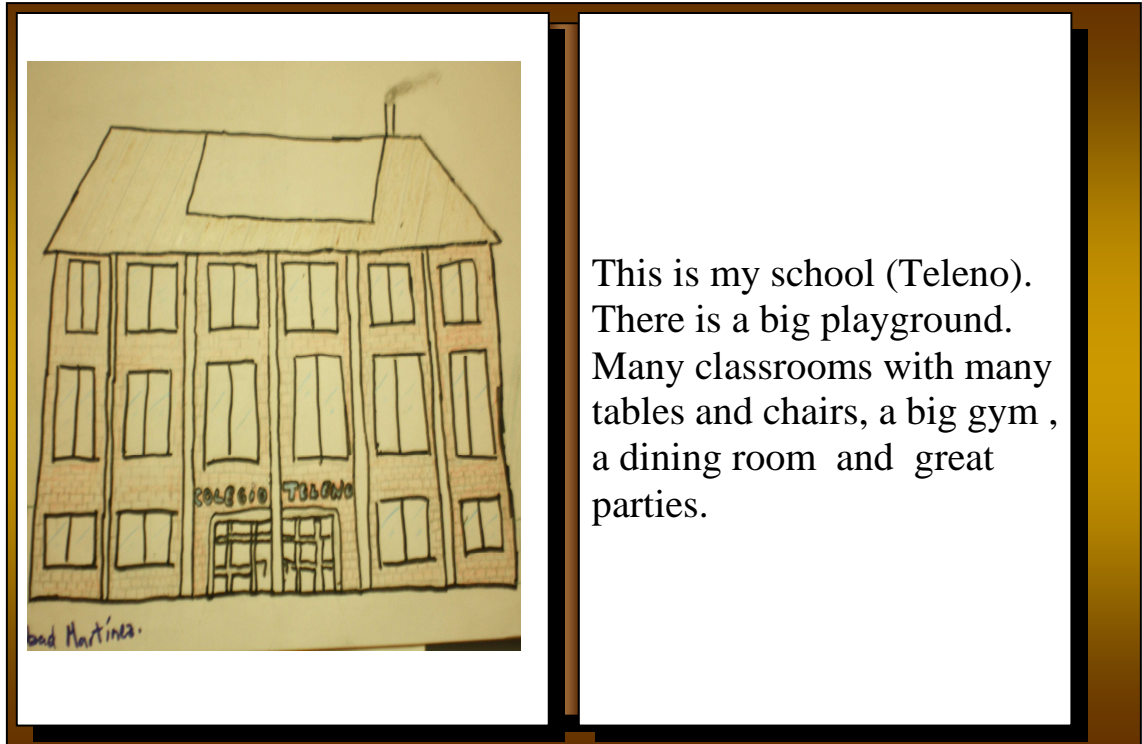 COLEGIO TELENO
bad Martínez.
This is my school (Teleno).
There is a big playground.
Many classrooms with many
tables and chairs, a big gym ,
a dining room and great
parties.